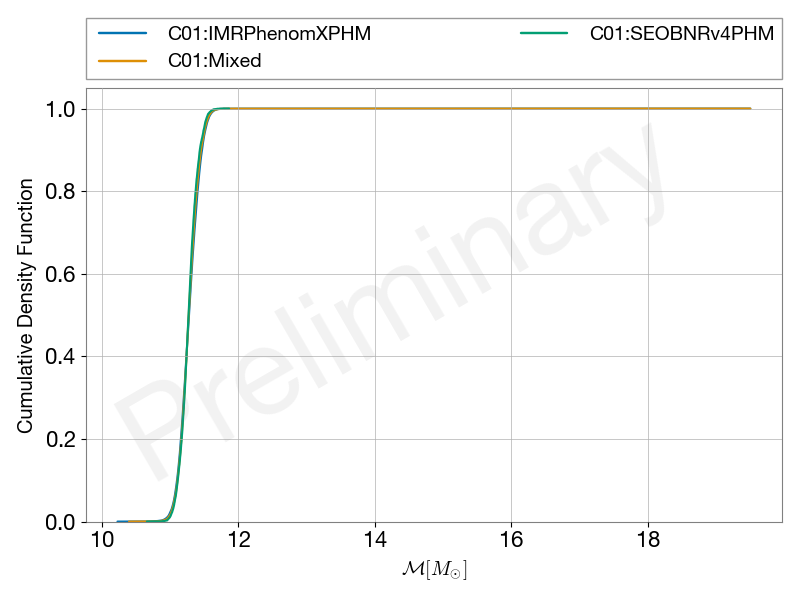 C01:IMRPhenomXPHM
C01:Mixed
C01:SEOBNRv4PHM
Cumulative Density Function
1.0
0.8
0.6
0.4
0.2
0.0
Preliminary
10 12 14 16 18
ℳ[M⊙]